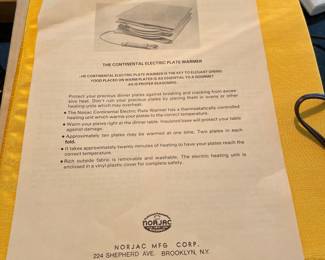 THE CONTINENTAL ELECTRIC PLATE WARMER
THE CONTINENTAL ELECTRIC PLATE WARMER IS THE KEY TO ELEGANT DINING
FOOD PLACED ON WARM PLATES IS AS ESSENTIAL TO A GOURMET
AS IS PROPER SEASONING.
Protect your precious dinner plates against breaking and cracking from excessive heat. Don't ruin your precious plates by placing them in ovens or other
heating units which may overheat.
● The Norjac Continental Electric Plate Warmer has a thermostatically controlled
heating unit which warms your plates to the correct temperature.
● Warm your plates right at the dinner table. Insulated base will protect your table
against damage.
● Approximately ten plates may be warmed at one time. Two plates in each
fold.
● It takes approximately twenty minutes of heating to have your plates reach the
correct temperature.
● Rich outside fabric is removable and washable. The electric heating unit is
enclosed in a vinyl-plastic cover for complete safety.
NORJAC
NORJAC MFG CORP.
224 SHEPHERD AVE. BROOKLYN, N.Y.